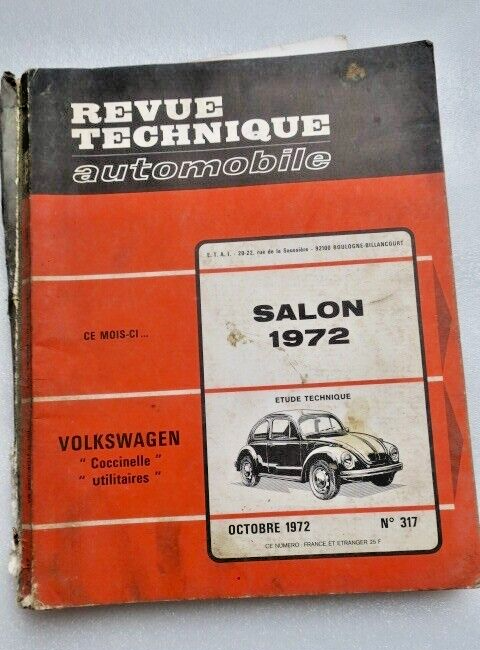 REVUE
TECHNIQUE
automobile
E. T. A. I. - 20-22, rue de la Saussière - 92100 BOULOGNE-BILLANCOURT
SALON
1972
CE MOIS-CI...
ETUDE TECHNIQUE
VOLKSWAGEN
" Coccinelle "
" utilitaires "
OCTOBRE 1972 N° 317
CE NUMERO : FRANCE ET ETRANGER 25 F